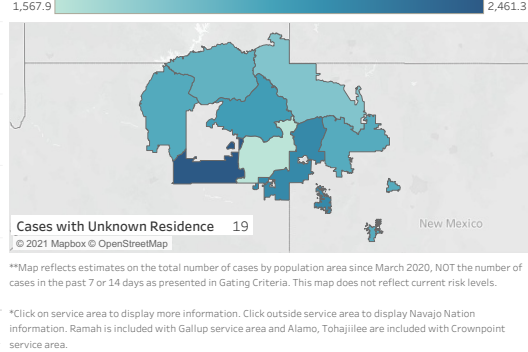 1,567.9 2,461.3
New Mexico
Cases with Unknown Residence 19
© 2021 Mapbox © OpenStreetMap
**Map reflects estimates on the total number of cases by population area since March 2020, NOT the number of
cases in the past 7 or 14 days as presented in Gating Criteria. This map does not reflect current risk levels.
*Click on service area to display more information. Click outside service area to display Navajo Nation
information. Ramah is included with Gallup service area and Alamo, Tohajiilee are included with Crownpoint
service area.